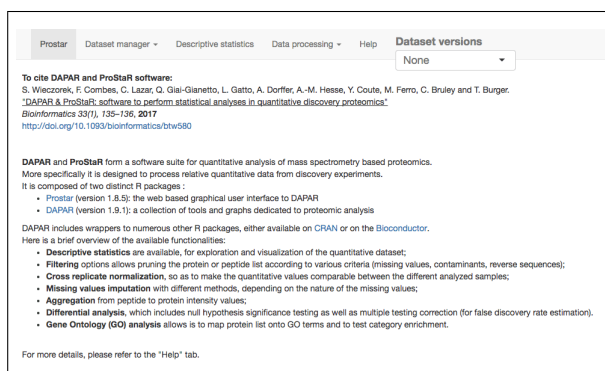 Prostar Dataset manager Descriptive statistics Data processing Help Dataset versions
None
To cite DAPAR and ProStaR software:
S. Wieczorek, F. Combes, C. Lazar, Q. Giai-Gianetto, L. Gatto, A. Dorffer, A.-M. Hesse, Y. Coute, M. Ferro, C. Bruley and T. Burger.
"DAPAR & ProStaR: software to perform statistical analyses in quantitative discovery proteomics"
Bioinformatics 33(1), 135–136, 2017
http://doi.org/10.1093/bioinformatics/btw580
DAPAR and ProStaR form a software suite for quantitative analysis of mass spectrometry based proteomics.
More specifically it is designed to process relative quantitative data from discovery experiments.
It is composed of two distinct R packages :
• Prostar (version 1.8.5): the web based graphical user interface to DAPAR
• DAPAR (version 1.9.1): a collection of tools and graphs dedicated to proteomic analysis
DAPAR includes wrappers to numerous other R packages, either available on CRAN or on the Bioconductor.
Here is a brief overview of the available functionalities:
• Descriptive statistics are available, for exploration and visualization of the quantitative dataset;
• Filtering options allows pruning the protein or peptide list according to various criteria (missing values, contaminants, reverse sequences);
• Cross replicate normalization, so as to make the quantitative values comparable between the different analyzed samples;
• Missing values imputation with different methods, depending on the nature of the missing values;
• Aggregation from peptide to protein intensity values;
• Differential analysis, which includes null hypothesis significance testing as well as multiple testing correction (for false discovery rate estimation).
• Gene Ontology (GO) analysis allows is to map protein list onto GO terms and to test category enrichment.
For more details, please refer to the "Help" tab.